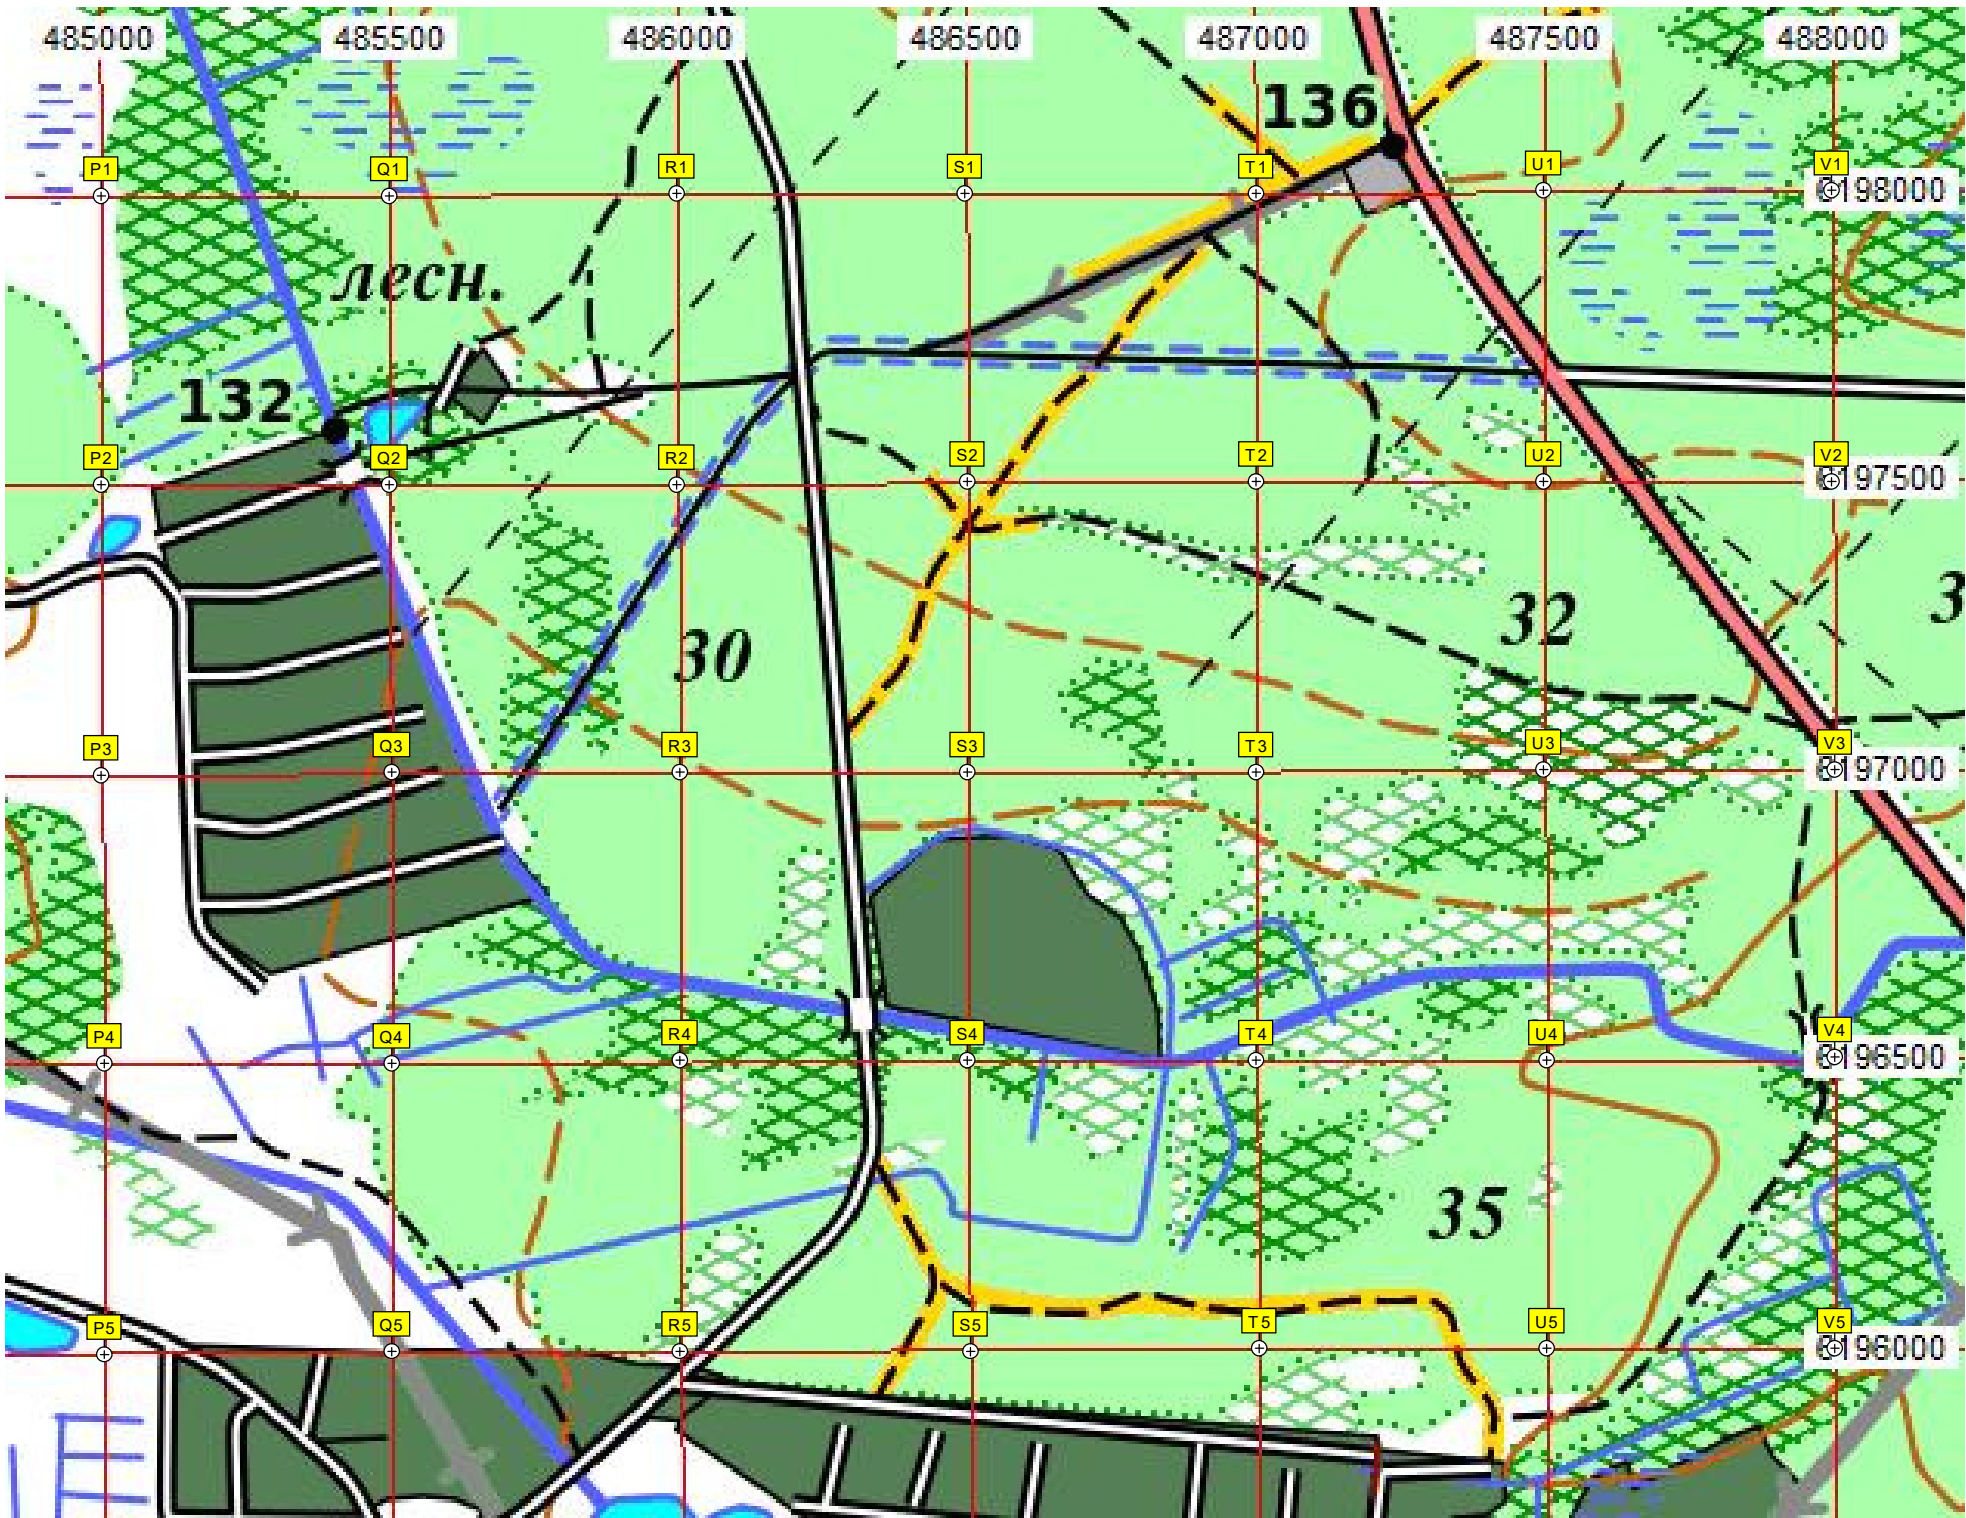 485000 485500 486000 486500 487000 487500 488000
136
P1 Q1 R1 S1 T1 U1 V1
6198000
лесн.
132
P2 Q2 R2 S2 T2 U2 V2
6197500
32
3
30
P3 Q3 R3 S3 T3 U3 V3
6197000
P4 Q4 R4 S4 T4 U4 V4
6196500
35
P5 Q5 R5 S5 T5 U5 V5
6196000